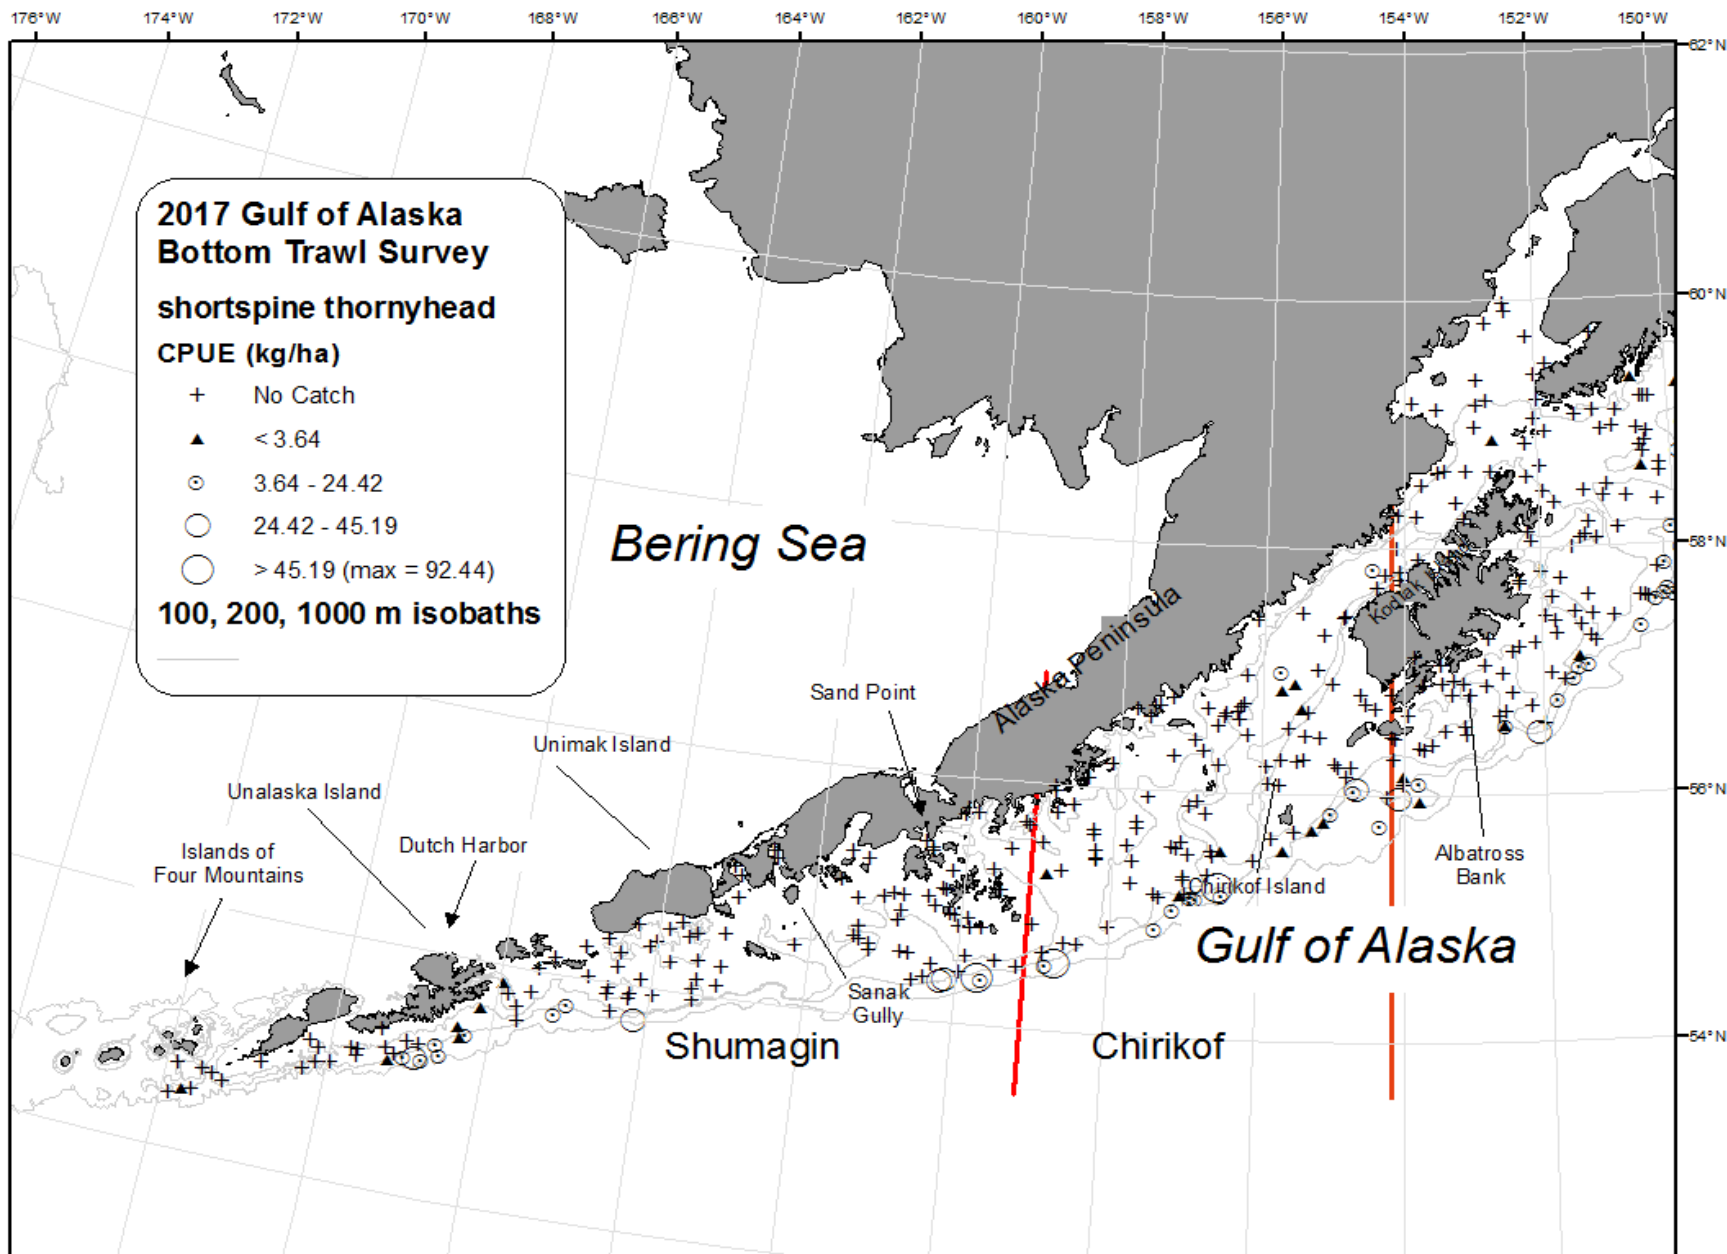 176°W 174°W 172°W 170°W 168°W 166°W 164°W 162°W 160°W 158°W 156°W 154°W 152°W 150°W
62°N
2017 Gulf of Alaska
Bottom Trawl Survey
shortspine thornyhead
CPUE (kg/ha)
No Catch
< 3.64
3.64 - 24.42
24.42 - 45.19
> 45.19 (max = 92.44)
100, 200, 1000 m isobaths
60°N
Bering Sea
58°N
Kodiak Island
Alaska Peninsula
Sand Point
Unimak Island
Unalaska Island
56°N
Dutch Harbor
Islands of
Four Mountains
Albatross
Bank
Chirikof Island
Gulf of Alaska
Sanak
Gully
Shumagin
Chirikof
54°N